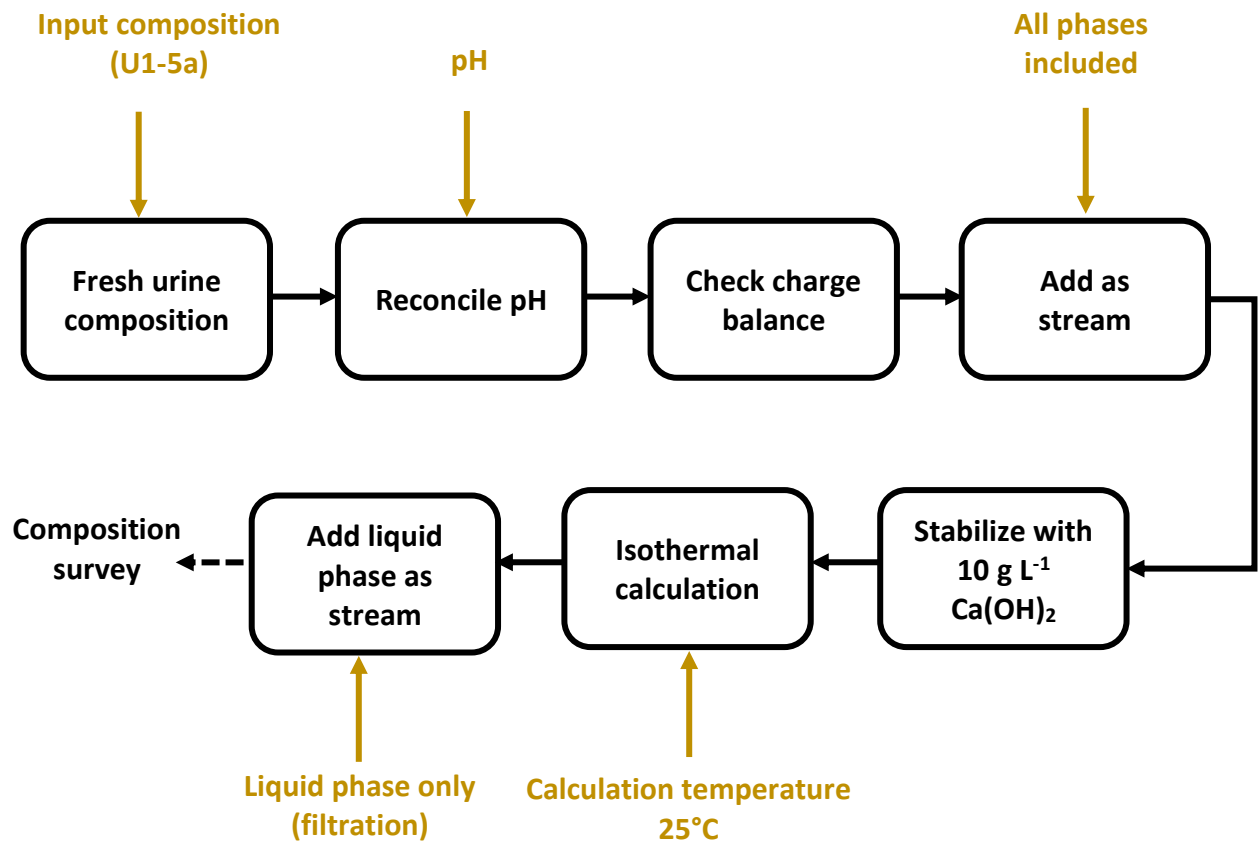 Input composition
(U1-5a)
pH
All phases
included
Fresh urine
composition
Reconcile pH
Check charge
balance
Add as
stream
Composition
survey
Add liquid
phase as
stream
Isothermal
calculation
Stabilize with
10 g L⁻¹
Ca(OH)₂
Liquid phase only
(filtration)
Calculation temperature
25°C